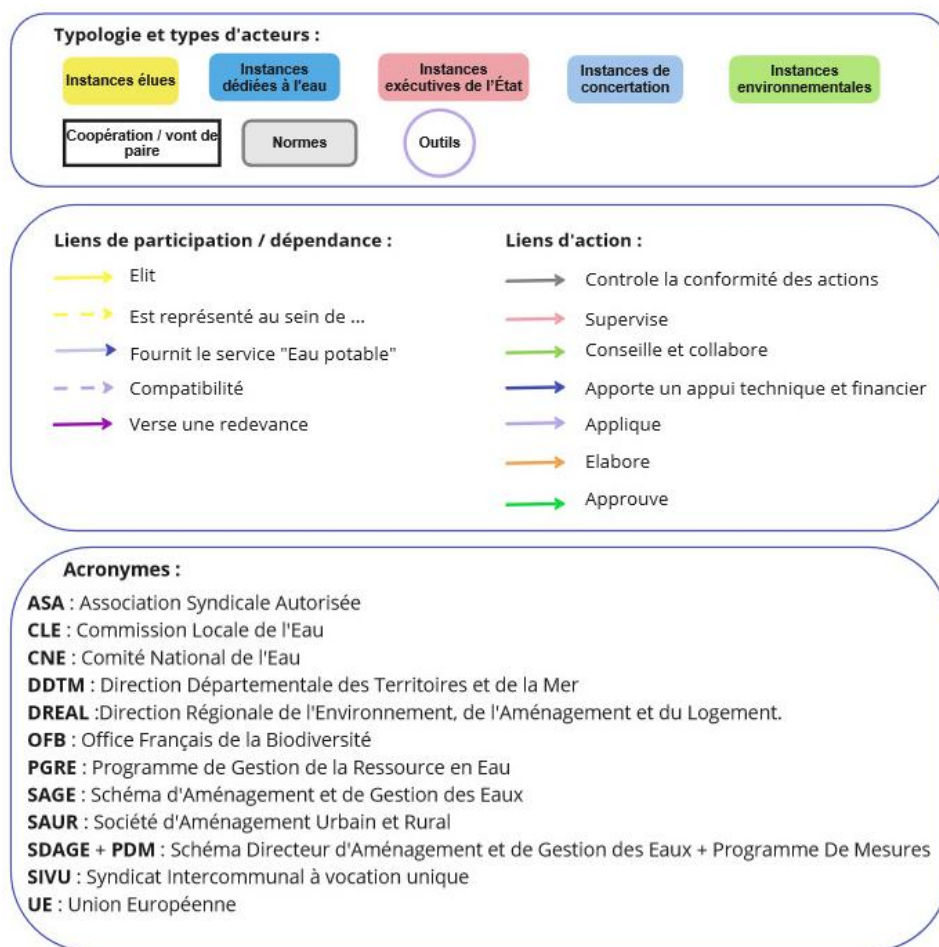 Typologie et types d'acteurs :
Instances élues
Instances dédiées à l'eau
Instances exécutives de l'État
Instances de concertation
Instances environnementales
Coopération / vont de paire
Normes
Outils
Liens de participation / dépendance :
Elit
Est représenté au sein de ...
Fournit le service "Eau potable"
Compatibilité
Verse une redevance
Liens d'action :
Controle la conformité des actions
Supervise
Conseille et collabore
Apporte un appui technique et financier
Applique
Elabore
Approuve
Acronymes :
ASA : Association Syndicale Autorisée
CLE : Commission Locale de l'Eau
CNE : Comité National de l'Eau
DDTM : Direction Départementale des Territoires et de la Mer
DREAL :Direction Régionale de l'Environnement, de l'Aménagement et du Logement.
OFB : Office Français de la Biodiversité
PGRE : Programme de Gestion de la Ressource en Eau
SAGE : Schéma d'Aménagement et de Gestion des Eaux
SAUR : Société d'Aménagement Urbain et Rural
SDAGE + PDM : Schéma Directeur d'Aménagement et de Gestion des Eaux + Programme De Mesures
SIVU : Syndicat Intercommunal à vocation unique
UE : Union Européenne